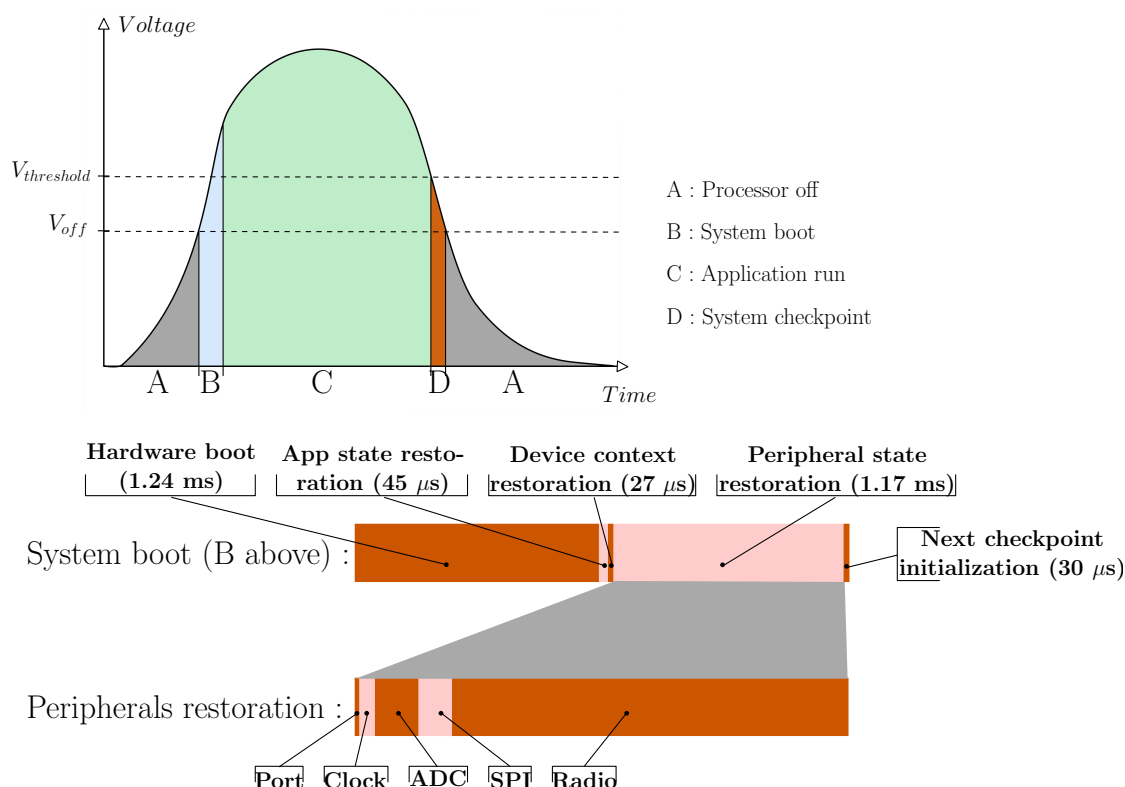 Voltage
V_threshold
V_off
A : Processor off
B : System boot
C : Application run
D : System checkpoint
A B C D A
Time
Hardware boot
(1.24 ms)
App state resto-
ration (45 μs)
Device context
restoration (27 μs)
Peripheral state
restoration (1.17 ms)
System boot (B above) :
Next checkpoint
initialization (30 μs)
Peripherals restoration :
Port Clock ADC SPI Radio